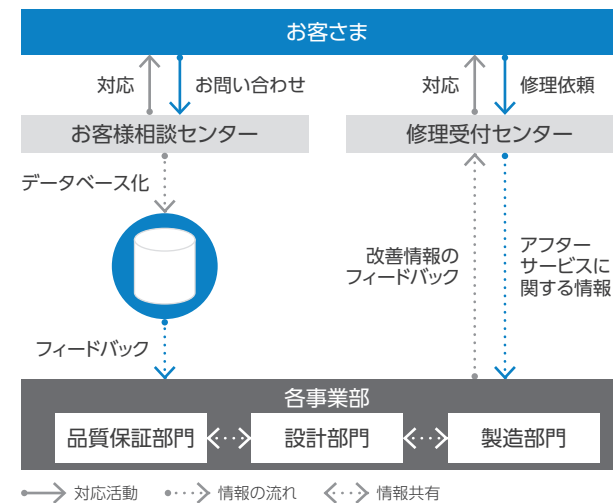 お客さま
対応
お問い合わせ
対応
修理依頼
お客様相談センター
修理受付センター
データベース化
改善情報の
フィードバック
アフター
サービスに
関する情報
フィードバック
各事業部
品質保証部門
設計部門
製造部門
対応活動
情報の流れ
情報共有